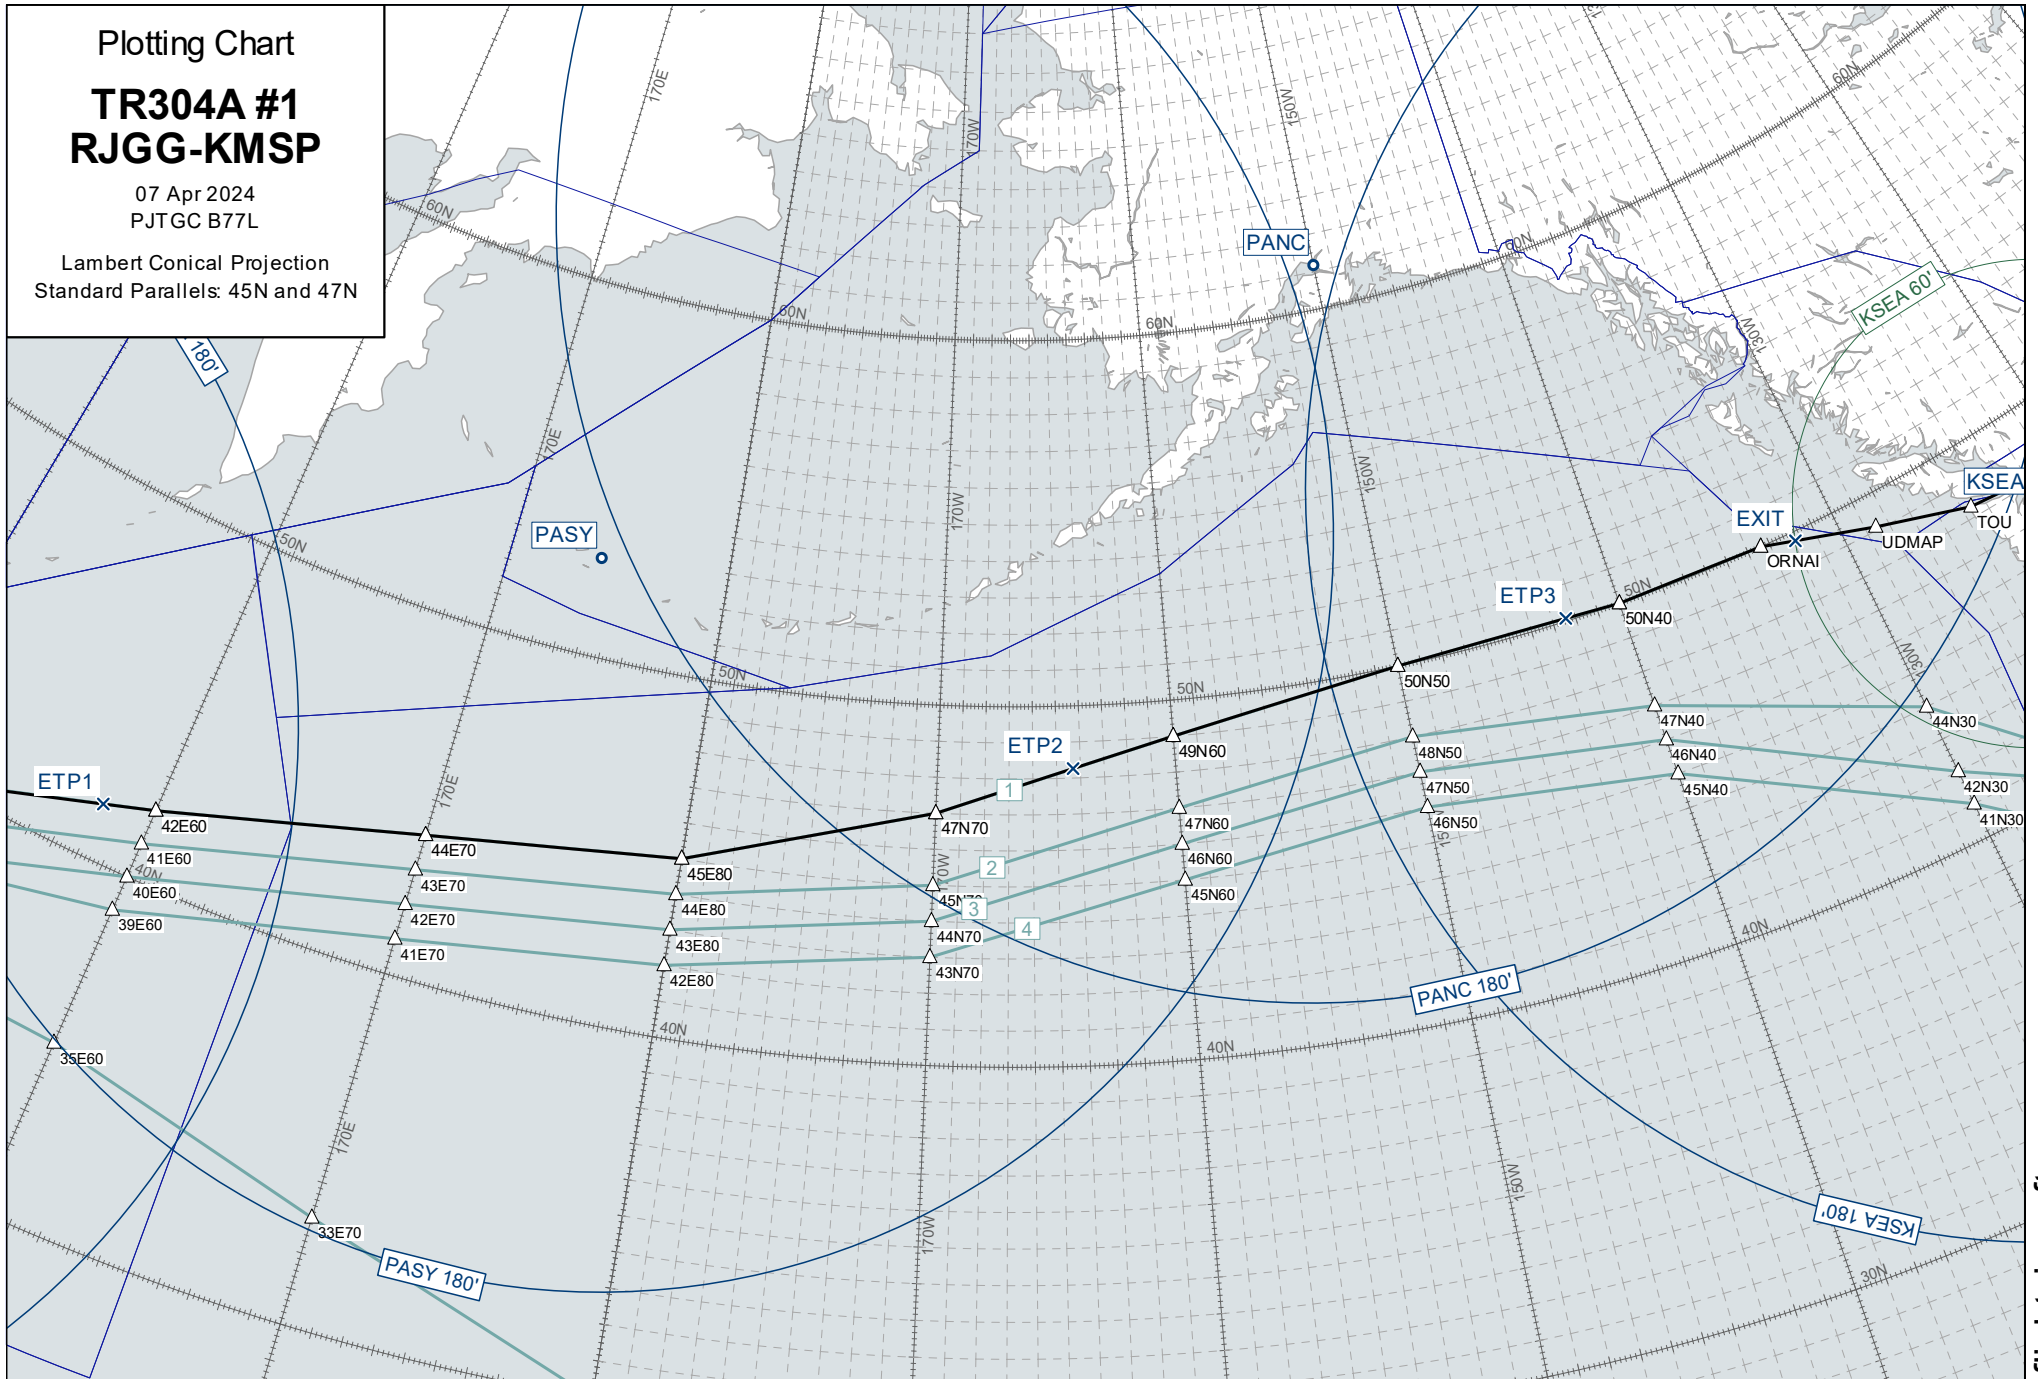 Plotting Chart
TR304A #1
RJGG-KMSP
07 Apr 2024
PJTGC B77L
Lambert Conical Projection
Standard Parallels: 45N and 47N
170E
170W
150W
60N
60N
60N
60N
60N
PANC
KSEA 60'
130W
180'
170E
170W
150W
50N
PASY
KSEA
TOU
EXIT
UDMAP
ORNAI
ETP3
50N
50N40
50N
50N
50N50
ETP2
49N60
ETP1
42E60
170E
44E70
45E80
47N70
1
48N50
47N40
44N30
30W
41E60
40N
40E60
39E60
43E70
42E70
41E70
44E80
43E80
42E80
2
3
4
44N70
43N70
47N60
46N60
45N60
47N50
46N50
46N40
45N40
42N30
41N30
40N
40N
40N
PANC 180'
35E60
33E70
170E
PASY 180'
170W
150W
KSEA 180'
30N